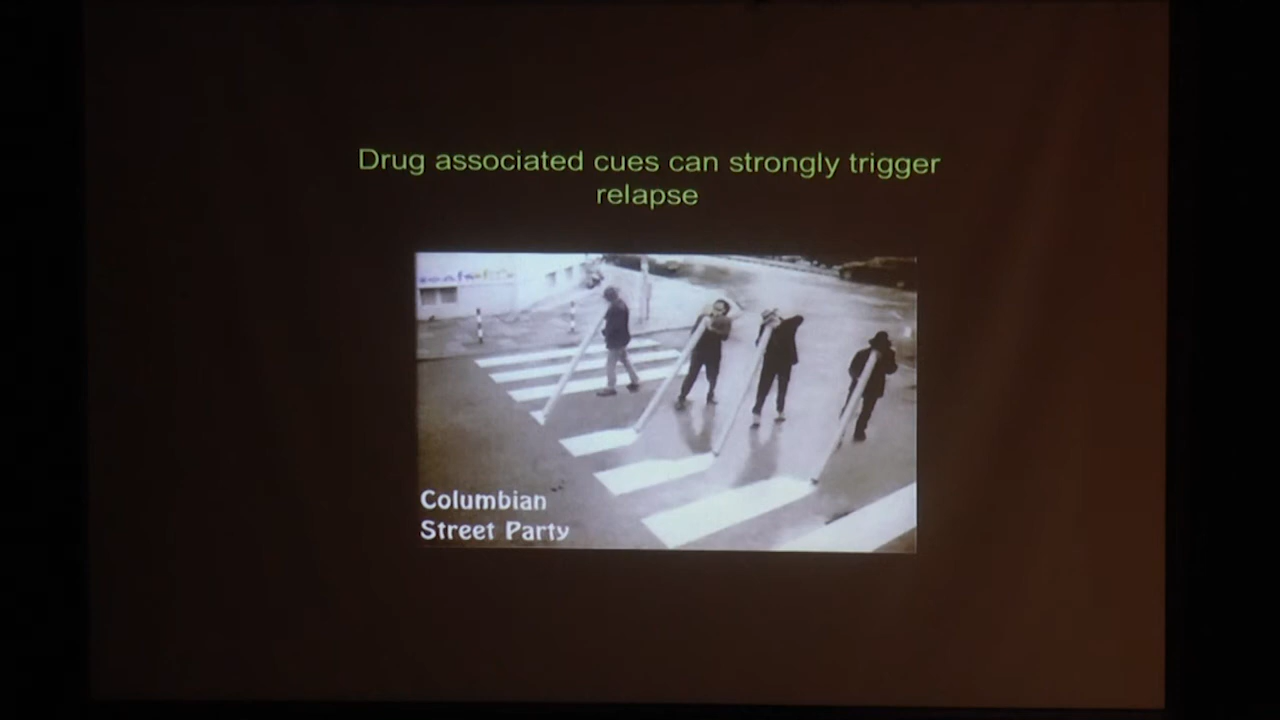 Drug associated cues can strongly trigger
relapse
Columbian
Street Party